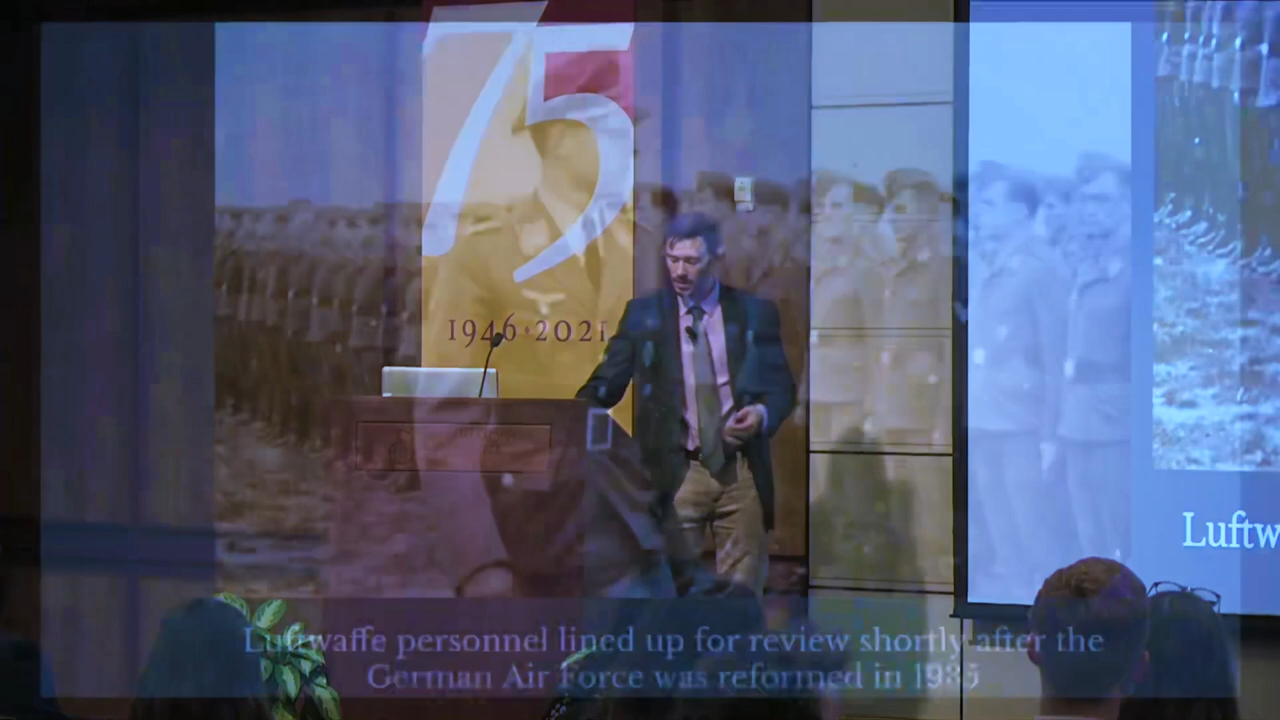 75
1946·2021
Luftw
Luftwaffe personnel lined up for review shortly after the
German Air Force was reformed in 1935